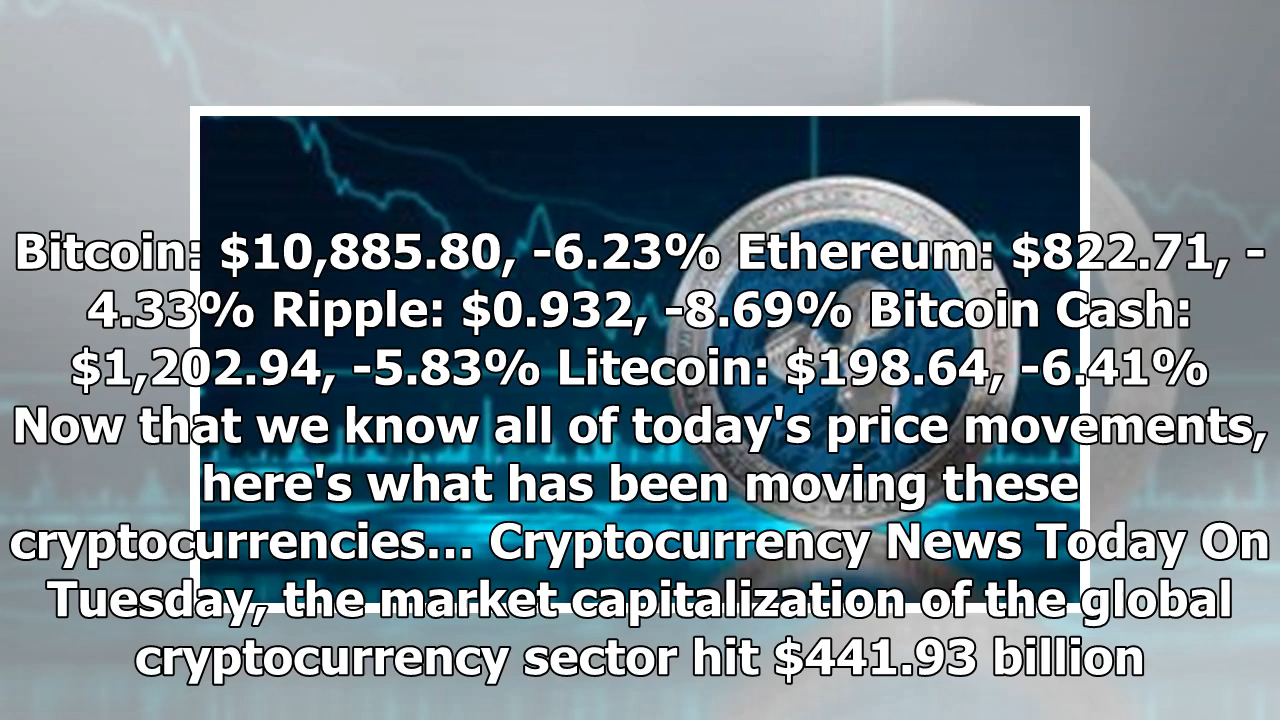 Bitcoin: $10,885.80, -6.23% Ethereum: $822.71, -
4.33% Ripple: $0.932, -8.69% Bitcoin Cash:
$1,202.94, -5.83% Litecoin: $198.64, -6.41%
Now that we know all of today's price movements,
here's what has been moving these
cryptocurrencies... Cryptocurrency News Today On
Tuesday, the market capitalization of the global
cryptocurrency sector hit $441.93 billion